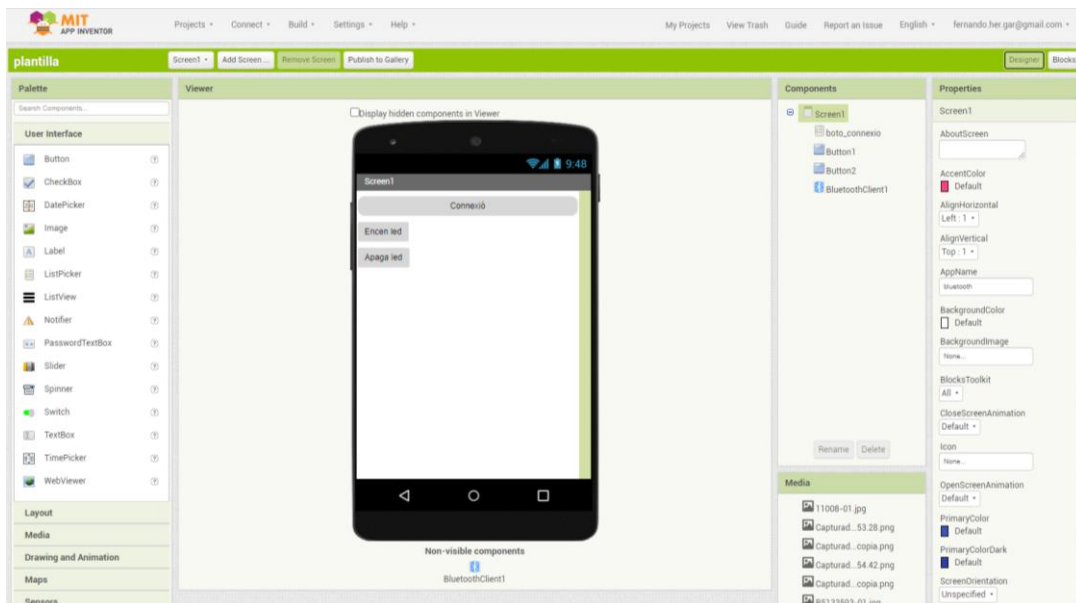 MIT
APP INVENTOR
Projects
Connect
Build
Settings
Help
My Projects
View Trash
Guide
Report an Issue
English
fernando.her.gar@gmail.com
plantilla
Screen1
Add Screen...
Remove Screen
Publish to Gallery
Designer
Blocks
Palette
Search Components...
User Interface
Button
CheckBox
DatePicker
Image
Label
ListPicker
ListView
Notifier
PasswordTextBox
Slider
Spinner
Switch
TextBox
TimePicker
WebViewer
Layout
Media
Drawing and Animation
Maps
Sensors
Viewer
Display hidden components in Viewer
9:48
Screen1
Connexió
Encen led
Apaga led
Non-visible components
BluetoothClient1
Components
Screen1
boto_connexio
Button1
Button2
BluetoothClient1
Rename
Delete
Media
11008-01.jpg
Capturad...53.28.png
Capturad...copia.png
Capturad...54.42.png
Capturad...copia.png
Properties
Screen1
AboutScreen
AccentColor
Default
AlignHorizontal
Left : 1
AlignVertical
Top : 1
AppName
bluetooth
BackgroundColor
Default
BackgroundImage
None...
BlocksToolkit
All
CloseScreenAnimation
Default
Icon
None...
OpenScreenAnimation
Default
PrimaryColor
Default
PrimaryColorDark
Default
ScreenOrientation
Unspecified